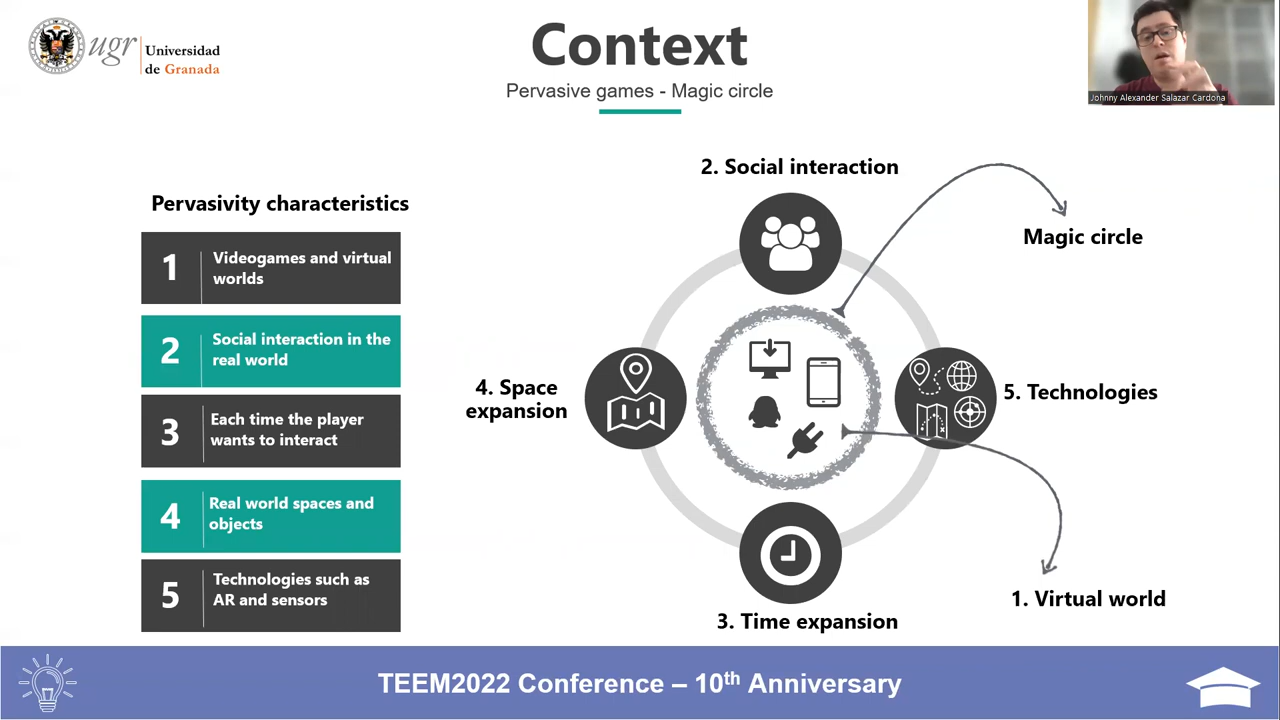 ugr
Universidad
de Granada
Context
Pervasive games - Magic circle
Johnny Alexander Salazar Cardona
Pervasivity characteristics
1
Videogames and virtual
worlds
2
Social interaction in the
real world
3
Each time the player
wants to interact
4
Real world spaces and
objects
5
Technologies such as
AR and sensors
2. Social interaction
Magic circle
4. Space
expansion
5. Technologies
3. Time expansion
1. Virtual world
TEEM2022 Conference – 10th Anniversary